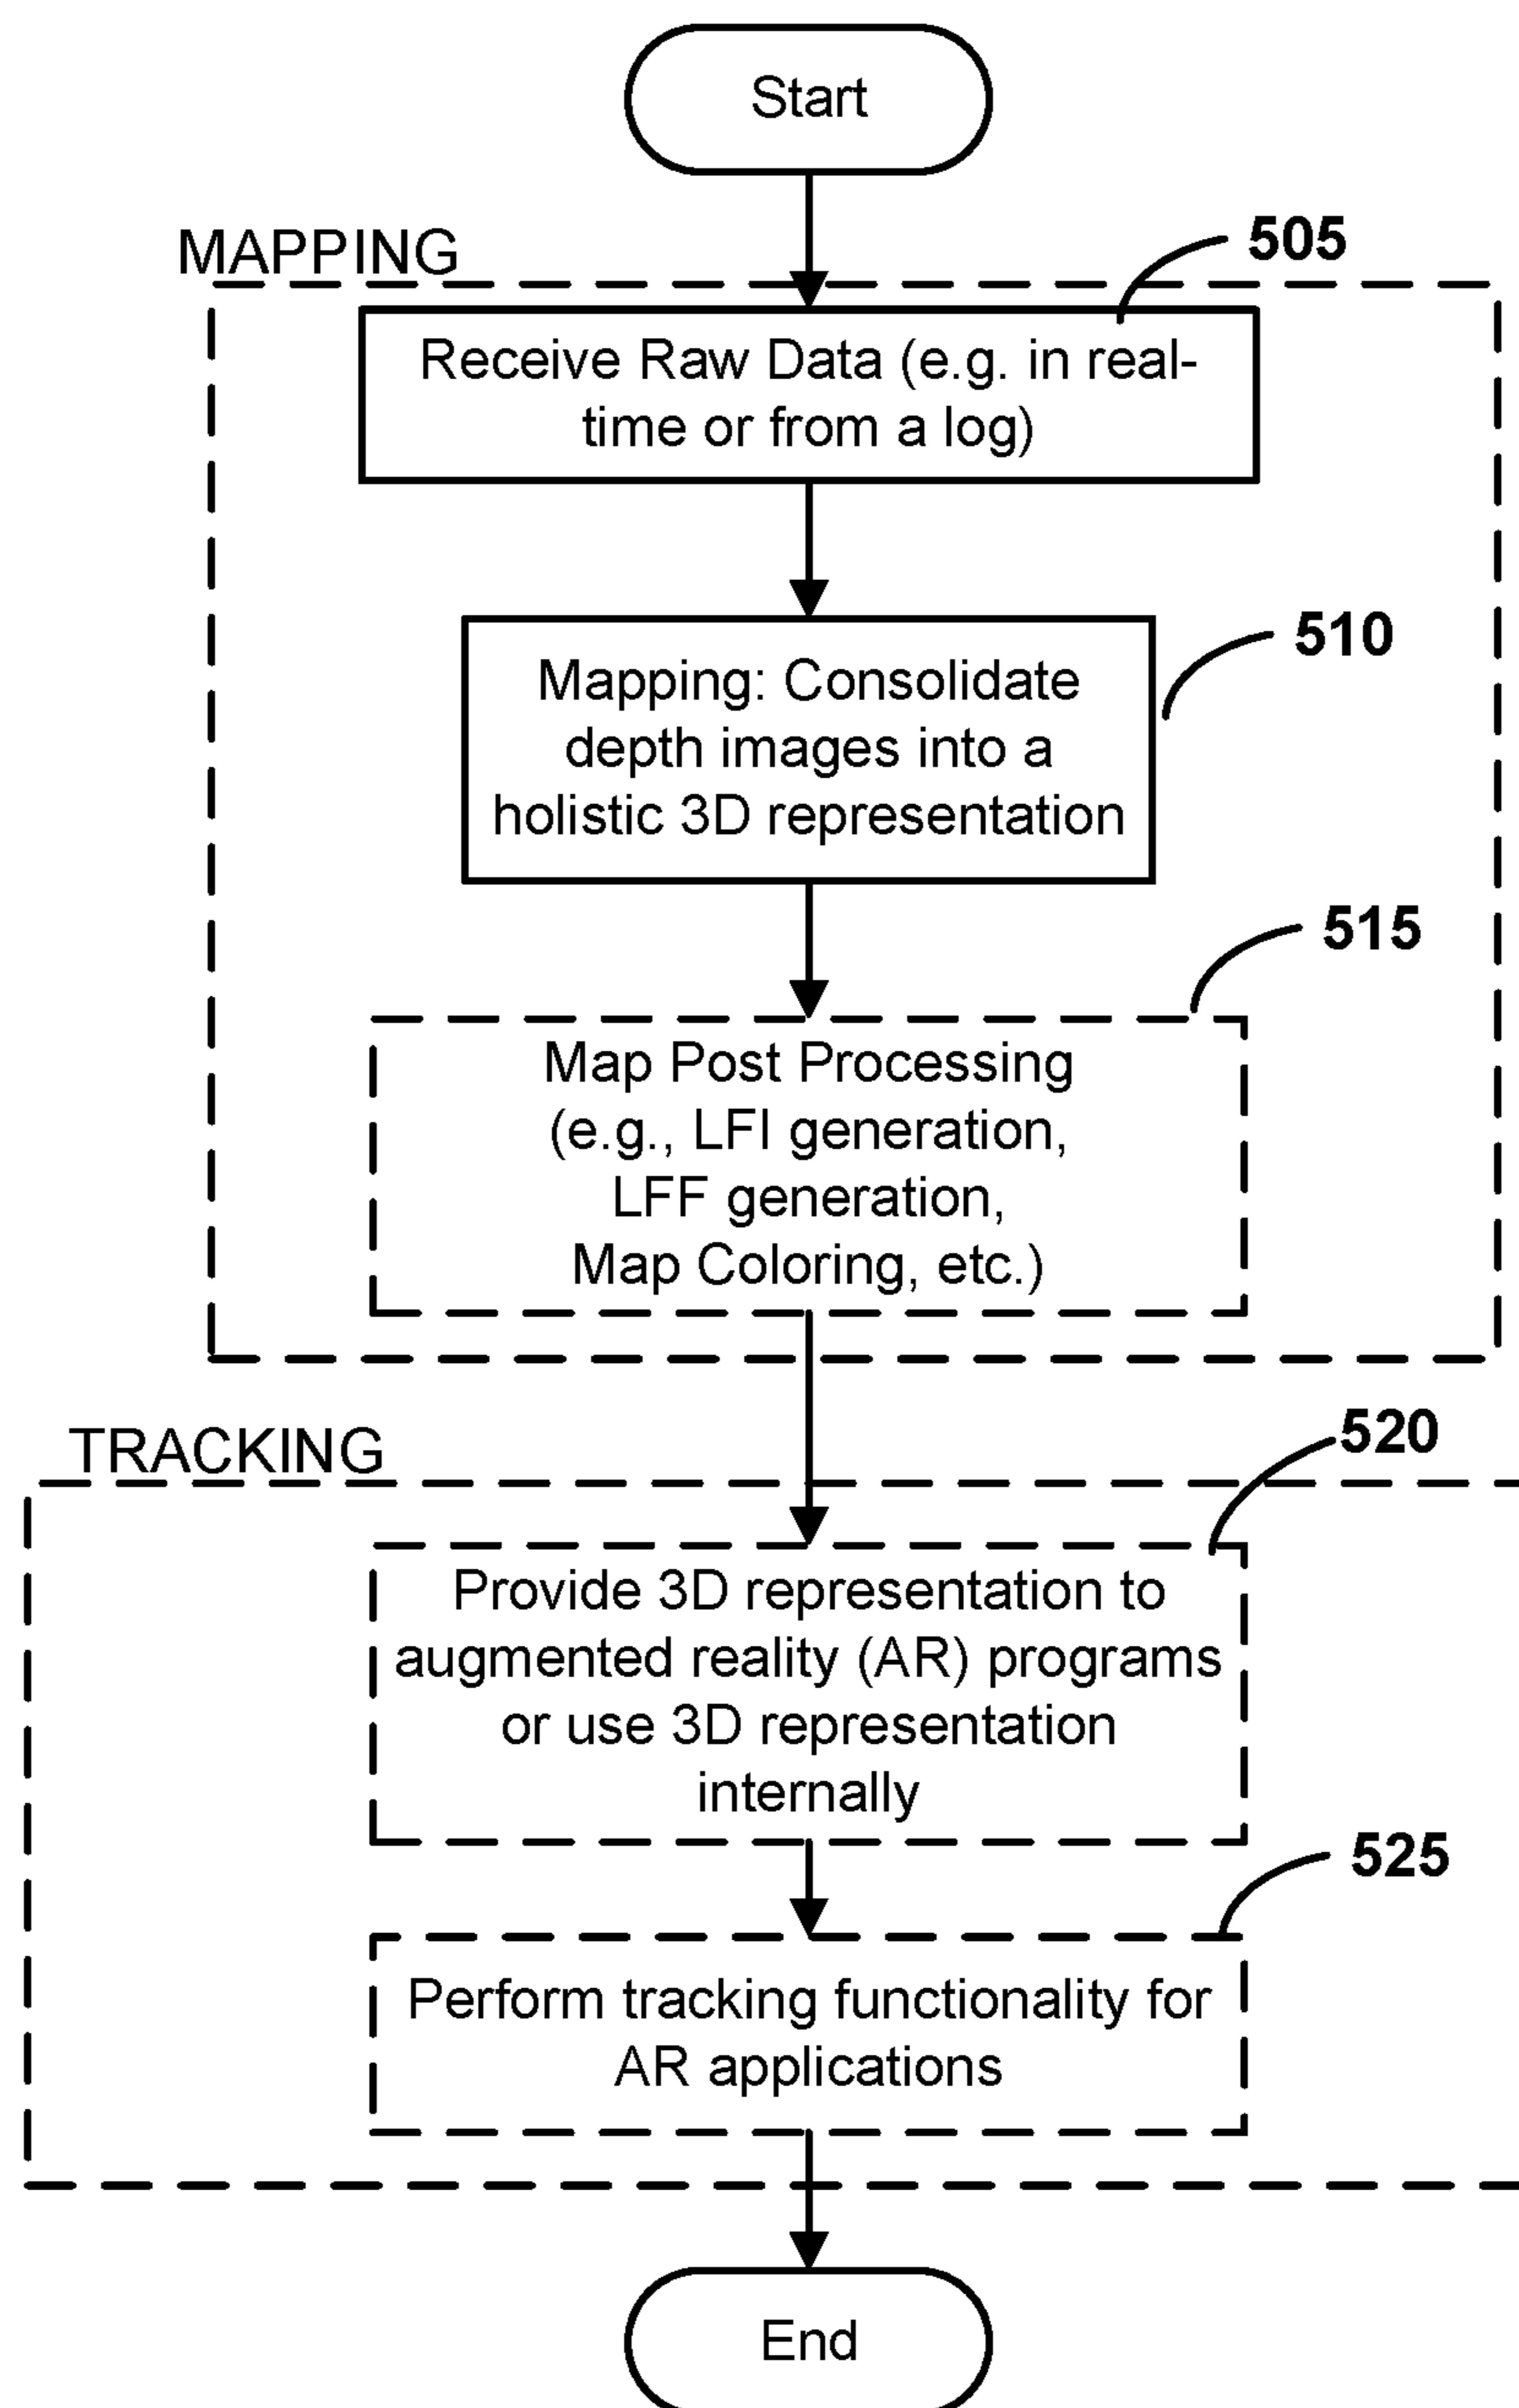 Start
MAPPING
505
Receive Raw Data (e.g. in real-
time or from a log)
510
Mapping: Consolidate
depth images into a
holistic 3D representation
515
Map Post Processing
(e.g., LFI generation,
LFF generation,
Map Coloring, etc.)
TRACKING
520
Provide 3D representation to
augmented reality (AR) programs
or use 3D representation
internally
525
Perform tracking functionality for
AR applications
End